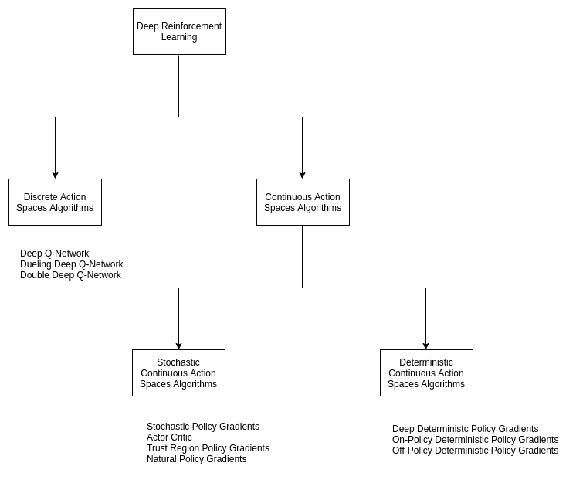 Deep Reinforcement
Learning
Discrete Action
Spaces Algorithms
Continuous Action
Spaces Algorithms
Deep Q-Network
Dueling Deep Q-Network
Double Deep Q-Network
Stochastic
Continuous Action
Spaces Algorithms
Deterministic
Continuous Action
Spaces Algorithms
Stochastic Policy Gradients
Actor Critic
Trust Region Policy Gradients
Natural Policy Gradients
Deep Deterministc Policy Gradients
On-Policy Deterministic Policy Gradients
Off-Policy Deterministic Policy Gradients